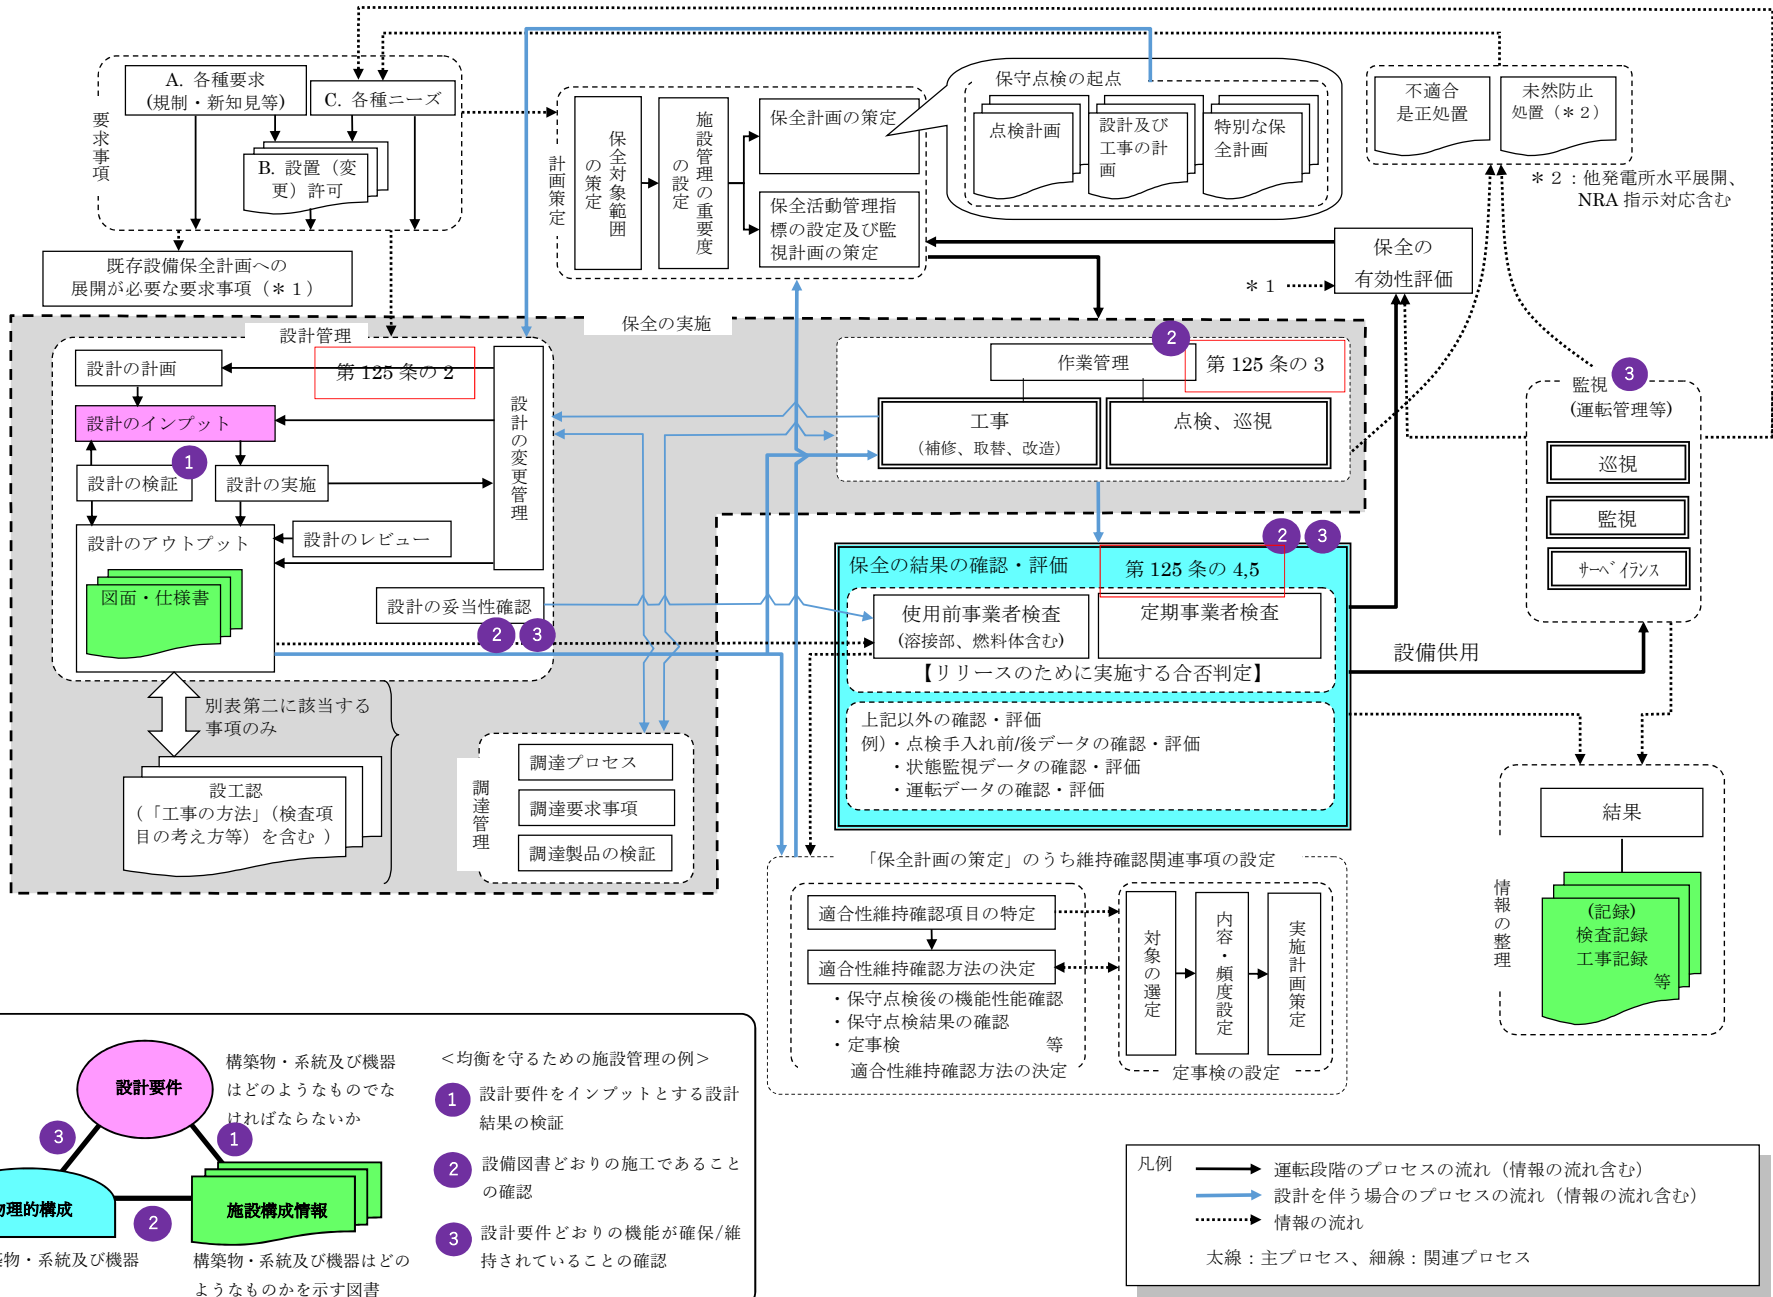 要求事項
A. 各種要求
(規制・新知見等)
C. 各種ニーズ
B. 設置（変
更）許可
既存設備保全計画への
展開が必要な要求事項（＊1）
計画策定
保全対象範囲
の策定
施設管理の重要度
の設定
保全計画の策定
保全活動管理指
標の設定及び監
視計画の策定
保守点検の起点
点検計画
設計及び
工事の計
画
特別な保
全計画
不適合
是正処置
未然防止
処置（＊2）
＊2：他発電所水平展開、
NRA 指示対応含む
保全の
有効性評価
＊1
保全の実施
設計管理
第 125 条の 2
設計の計画
設計のインプット
設計の検証
1
設計の実施
設計のアウトプット
設計のレビュー
図面・仕様書
設計の変更管理
設計の妥当性確認
2
3
別表第二に該当する
事項のみ
設工認
(「工事の方法」(検査項
目の考え方等）を含む ）
調達管理
調達プロセス
調達要求事項
調達製品の検証
作業管理
2
第 125 条の 3
工事
(補修、取替、改造)
点検、巡視
2
3
保全の結果の確認・評価
第 125 条の 4,5
使用前事業者検査
(溶接部、燃料体含む)
定期事業者検査
【リリースのために実施する合否判定】
上記以外の確認・評価
例）・点検手入れ前/後データの確認・評価
・状態監視データの確認・評価
・運転データの確認・評価
監視
3
(運転管理等)
巡視
監視
サーベイランス
設備供用
情報の整理
結果
(記録)
検査記録
工事記録
等
「保全計画の策定」のうち維持確認関連事項の設定
適合性維持確認項目の特定
適合性維持確認方法の決定
・保守点検後の機能性能確認
・保守点検結果の確認
・定事検 等
適合性維持確認方法の決定
対象の選定
内容・頻度設定
実施計画策定
定事検の設定
設計要件
構築物・系統及び機器
はどのようなものでな
ければならないか
3
1
物理的構成
2
施設構成情報
築物・系統及び機器
構築物・系統及び機器はどの
ようなものかを示す図書
＜均衡を守るための施設管理の例＞
1 設計要件をインプットとする設計
結果の検証
2 設備図書どおりの施工であること
の確認
3 設計要件どおりの機能が確保/維
持されていることの確認
凡例
運転段階のプロセスの流れ（情報の流れ含む）
設計を伴う場合のプロセスの流れ（情報の流れ含む）
情報の流れ
太線：主プロセス、細線：関連プロセス